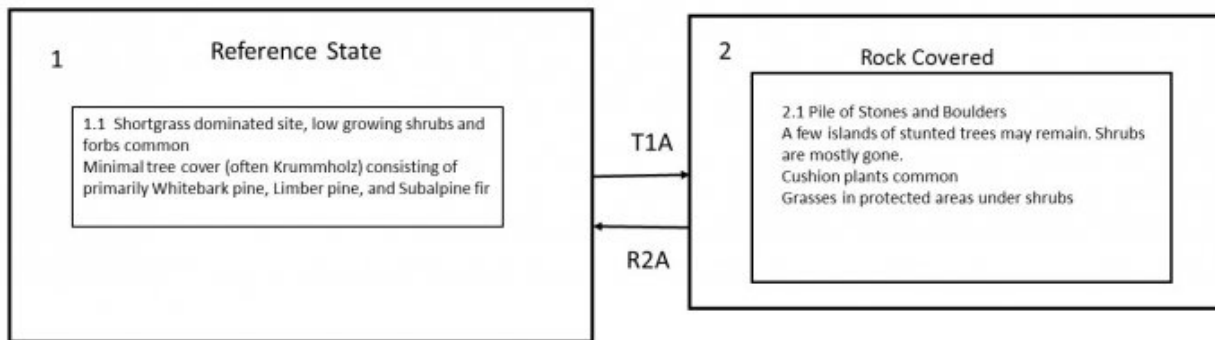 1
Reference State
1.1 Shortgrass dominated site, low growing shrubs and
forbs common
Minimal tree cover (often Krummholz) consisting of
primarily Whitebark pine, Limber pine, and Subalpine fir
T1A
R2A
2
Rock Covered
2.1 Pile of Stones and Boulders
A few islands of stunted trees may remain. Shrubs
are mostly gone.
Cushion plants common
Grasses in protected areas under shrubs